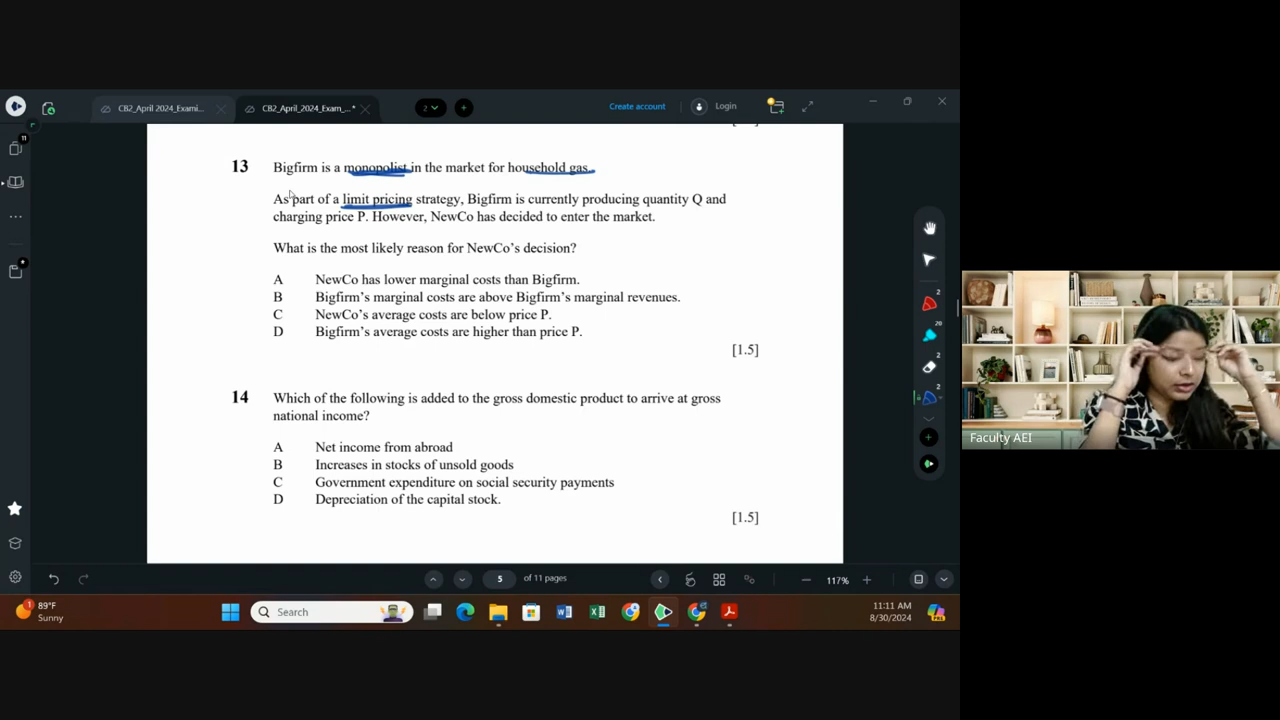 CB2_April 2024_Exami...
CB2_April_2024_Exam_...*
2
Create account
Login
11
13 Bigfirm is a monopolist in the market for household gas.
As part of a limit pricing strategy, Bigfirm is currently producing quantity Q and
charging price P. However, NewCo has decided to enter the market.
What is the most likely reason for NewCo's decision?
A NewCo has lower marginal costs than Bigfirm.
B Bigfirm's marginal costs are above Bigfirm's marginal revenues.
C NewCo's average costs are below price P.
D Bigfirm's average costs are higher than price P.
[1.5]
14 Which of the following is added to the gross domestic product to arrive at gross
national income?
A Net income from abroad
B Increases in stocks of unsold goods
C Government expenditure on social security payments
D Depreciation of the capital stock.
[1.5]
2
20
2
2
Faculty AEI
5 of 11 pages
117%
1
89°F
Sunny
Search
11:11 AM
8/30/2024